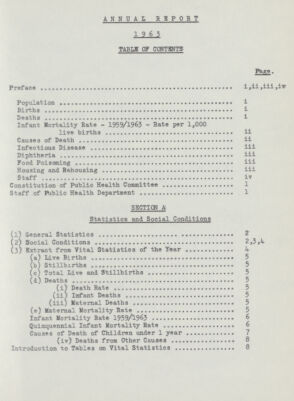 ANNUAL REPORT
1963
TABLE OF CONTENTS
Page.
Preface ........ i,ii,iii,iv
Population ........ i
Births ........ i
Deaths ........ i
Infant Mortality Rate - 1959/1963 - Rate per 1,000
live births ........ ii
Causes of Death ........ ii
Infectious Disease ........ iii
Diphtheria ........ iii
Food Poisoning ........ iii
Housing and Rehousing ........ iii
Staff ........ iv
Constitution of Public Health Committee ........ 1
Staff of Public Health Department ........ 1
SECTION A
Statistics and Social Conditions
(1) General Statistics ........ 2
(2) Social Conditions ........ 2,3,4
(3) Extract from Vital Statistics of the Year ........ 4
(a) Live Births ........ 5
(b) Stillbirths ........ 5
(c) Total Live and Stillbirths ........ 5
(d) Deaths ........ 5
(i) Death Rate ........ 5
(ii) Infant Deaths ........ 5
(iii) Maternal Deaths ........ 5
(e) Maternal Mortality Rate ........ 5
Infant Mortality Rate 1959/1963 ........ 6
Quinquennial Infant Mortality Rate ........ 6
Causes of Death of Children under 1 year ........ 7
(iv) Deaths from Other Causes ........ 8
Introduction to Tables on Vital Statistics ........ 8